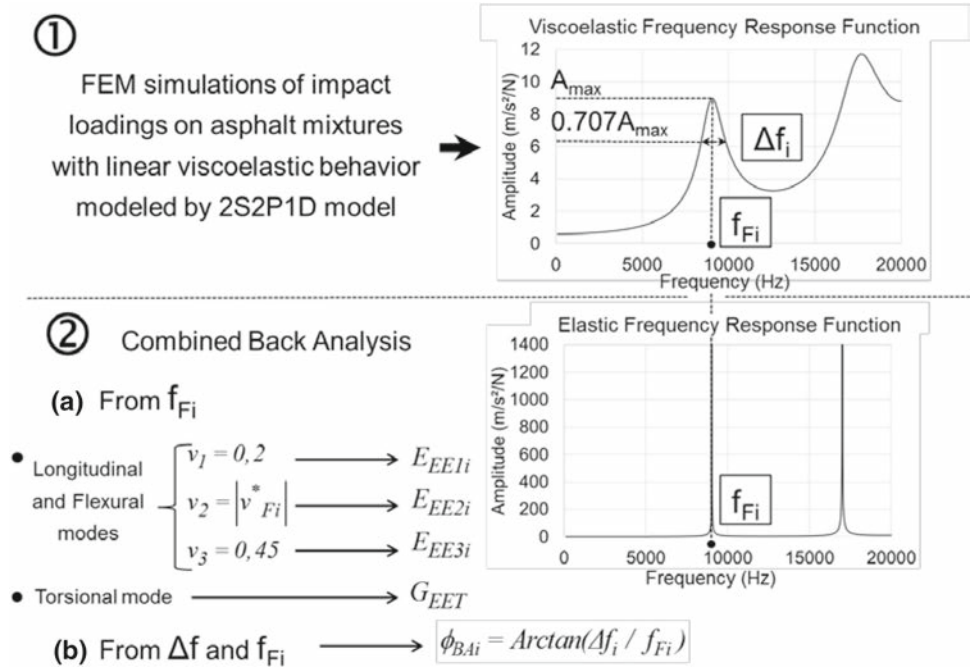 ①
FEM simulations of impact
loadings on asphalt mixtures
with linear viscoelastic behavior
modeled by 2S2P1D model
Viscoelastic Frequency Response Function
Amplitude (m/s²/N)
12
10
8
6
4
2
0
A_max
0.707A_max
Δf_i
f_Fi
0 5000 10000 15000 20000
Frequency (Hz)
② Combined Back Analysis
(a) From f_Fi
● Longitudinal
and Flexural
modes
ν_1 = 0,2 E_EE1i
ν_2 = |ν*_Fi| E_EE2i
ν_3 = 0,45 E_EE3i
● Torsional mode G_EET
(b) From Δf and f_Fi ϕ_BAi = Arctan(Δf_i / f_Fi)
Elastic Frequency Response Function
Amplitude (m/s²/N)
1400
1200
1000
800
600
400
200
0
f_Fi
0 5000 10000 15000 20000
Frequency (Hz)